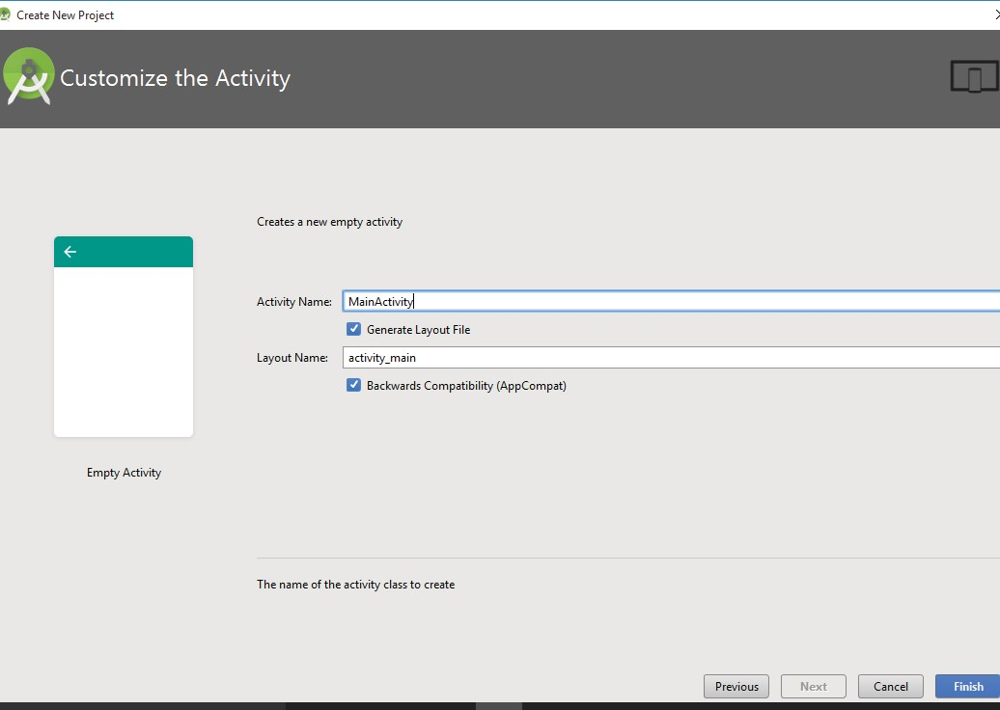 Create New Project
Customize the Activity
Creates a new empty activity
Activity Name: MainActivity
Generate Layout File
Layout Name: activity_main
Backwards Compatibility (AppCompat)
Empty Activity
The name of the activity class to create
Previous Next Cancel Finish